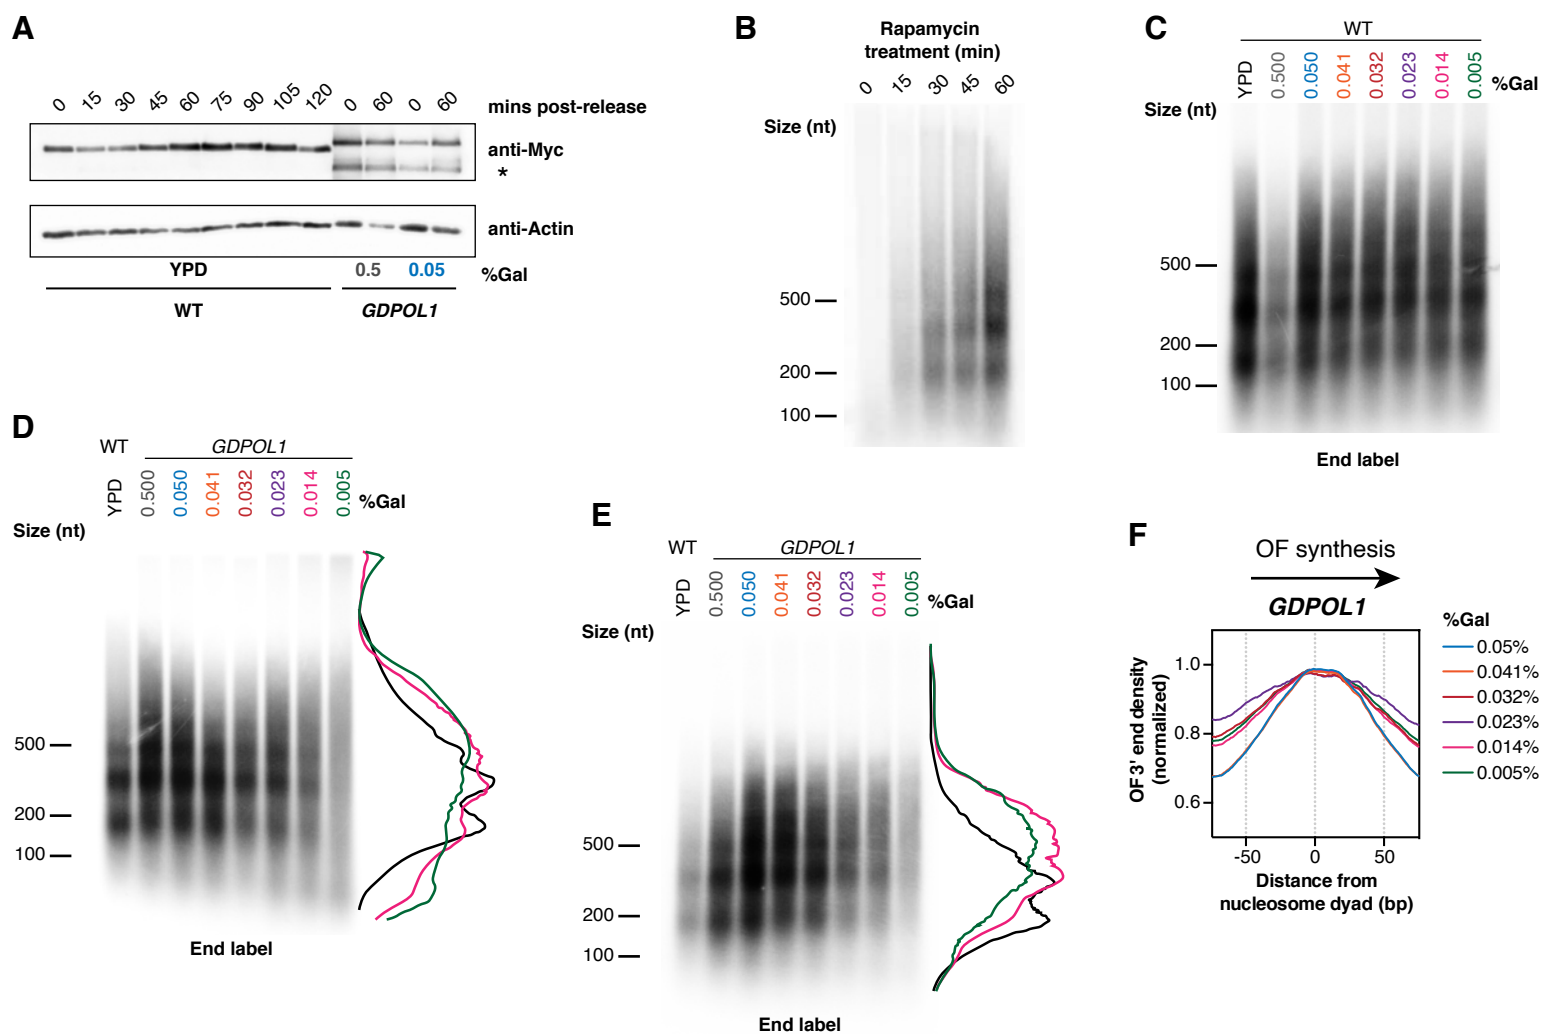 A
0 15 30 45 60 75 90 105 120 0 60 0 60 mins post-release
anti-Myc
*
anti-Actin
YPD 0.5 0.05 %Gal
WT GDPOL1
B
Rapamycin
treatment (min)
0 15 30 45 60
Size (nt)
500
200
100
C
WT
YPD 0.500 0.050 0.041 0.032 0.023 0.014 0.005 %Gal
Size (nt)
500
200
100
End label
D
WT GDPOL1
YPD 0.500 0.050 0.041 0.032 0.023 0.014 0.005 %Gal
Size (nt)
500
200
100
End label
E
WT GDPOL1
YPD 0.500 0.050 0.041 0.032 0.023 0.014 0.005 %Gal
Size (nt)
500
200
100
End label
F
OF synthesis
GDPOL1
OF 3' end density
(normalized)
1.0
0.8
0.6
-50 0 50
Distance from
nucleosome dyad (bp)
%Gal
0.05%
0.041%
0.032%
0.023%
0.014%
0.005%